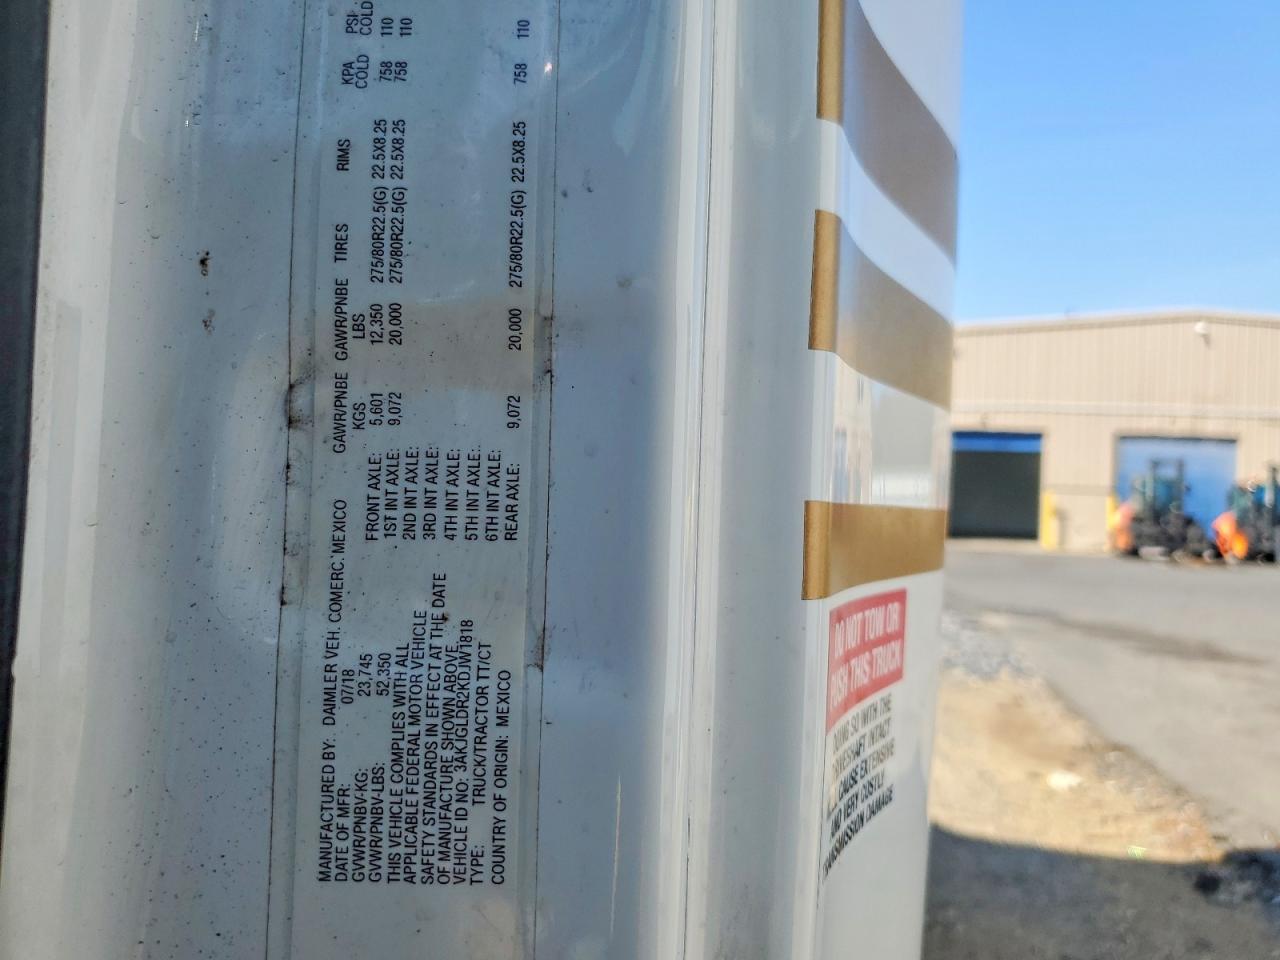 MANUFACTURED BY: DAIMLER VEH. COMERC. MEXICO
DATE OF MFR: 07/18
GVWR/PNBV-KG: 23,745
GVWR/PNBV-LBS: 52,350
THIS VEHICLE COMPLIES WITH ALL
APPLICABLE FEDERAL MOTOR VEHICLE
SAFETY STANDARDS IN EFFECT AT THE DATE
OF MANUFACTURE SHOWN ABOVE
VEHICLE ID NO: 3AKJGLDR2KDJW1818
TYPE: TRUCK/TRACTOR TT/CT
COUNTRY OF ORIGIN: MEXICO
GAWR/PNBE KGS GAWR/PNBE LBS TIRES RIMS KPA COLD PSI COLD
FRONT AXLE: 5,601 12,350 275/80R22.5(G) 22.5X8.25 758 110
1ST INT AXLE: 9,072 20,000 275/80R22.5(G) 22.5X8.25 758 110
2ND INT AXLE:
3RD INT AXLE:
4TH INT AXLE:
5TH INT AXLE:
6TH INT AXLE:
REAR AXLE: 9,072 20,000 275/80R22.5(G) 22.5X8.25 758 110
DO NOT TOW OR
PUSH THIS TRUCK
DOING SO WITH THE
DRIVESHAFT INTACT
CAUSE EXTENSIVE
AND VERY COSTLY
TRANSMISSION DAMAGE